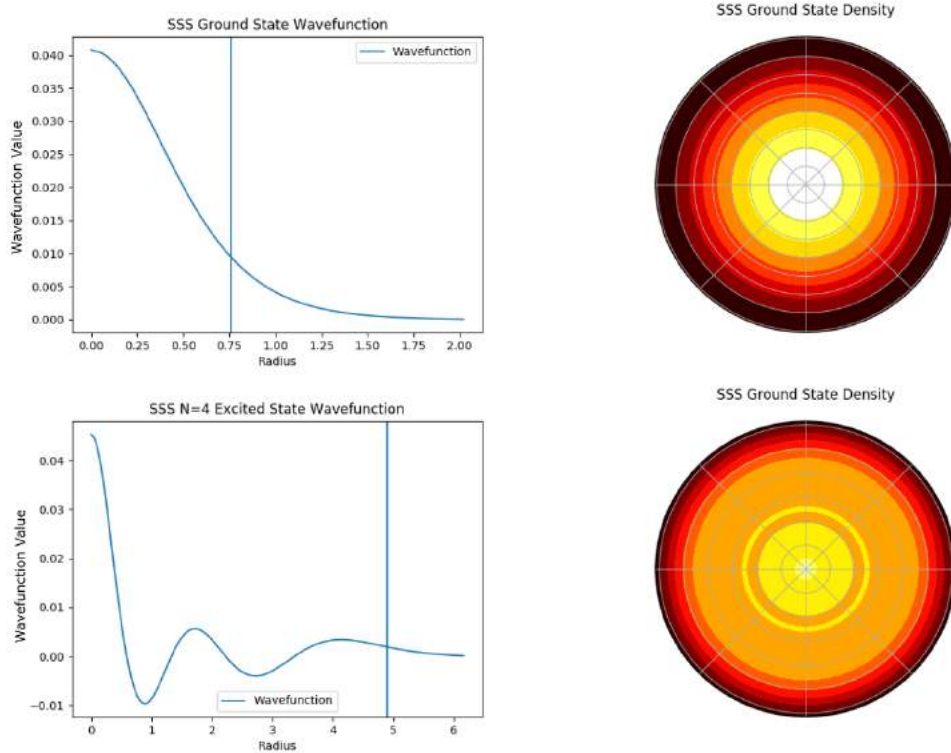 SSS Ground State Wavefunction
Wavefunction
Wavefunction Value
0.040
0.035
0.030
0.025
0.020
0.015
0.010
0.005
0.000
0.00 0.25 0.50 0.75 1.00 1.25 1.50 1.75 2.00
Radius
SSS Ground State Density
SSS N=4 Excited State Wavefunction
Wavefunction Value
0.04
0.03
0.02
0.01
0.00
−0.01
Wavefunction
0 1 2 3 4 5 6
Radius
SSS Ground State Density